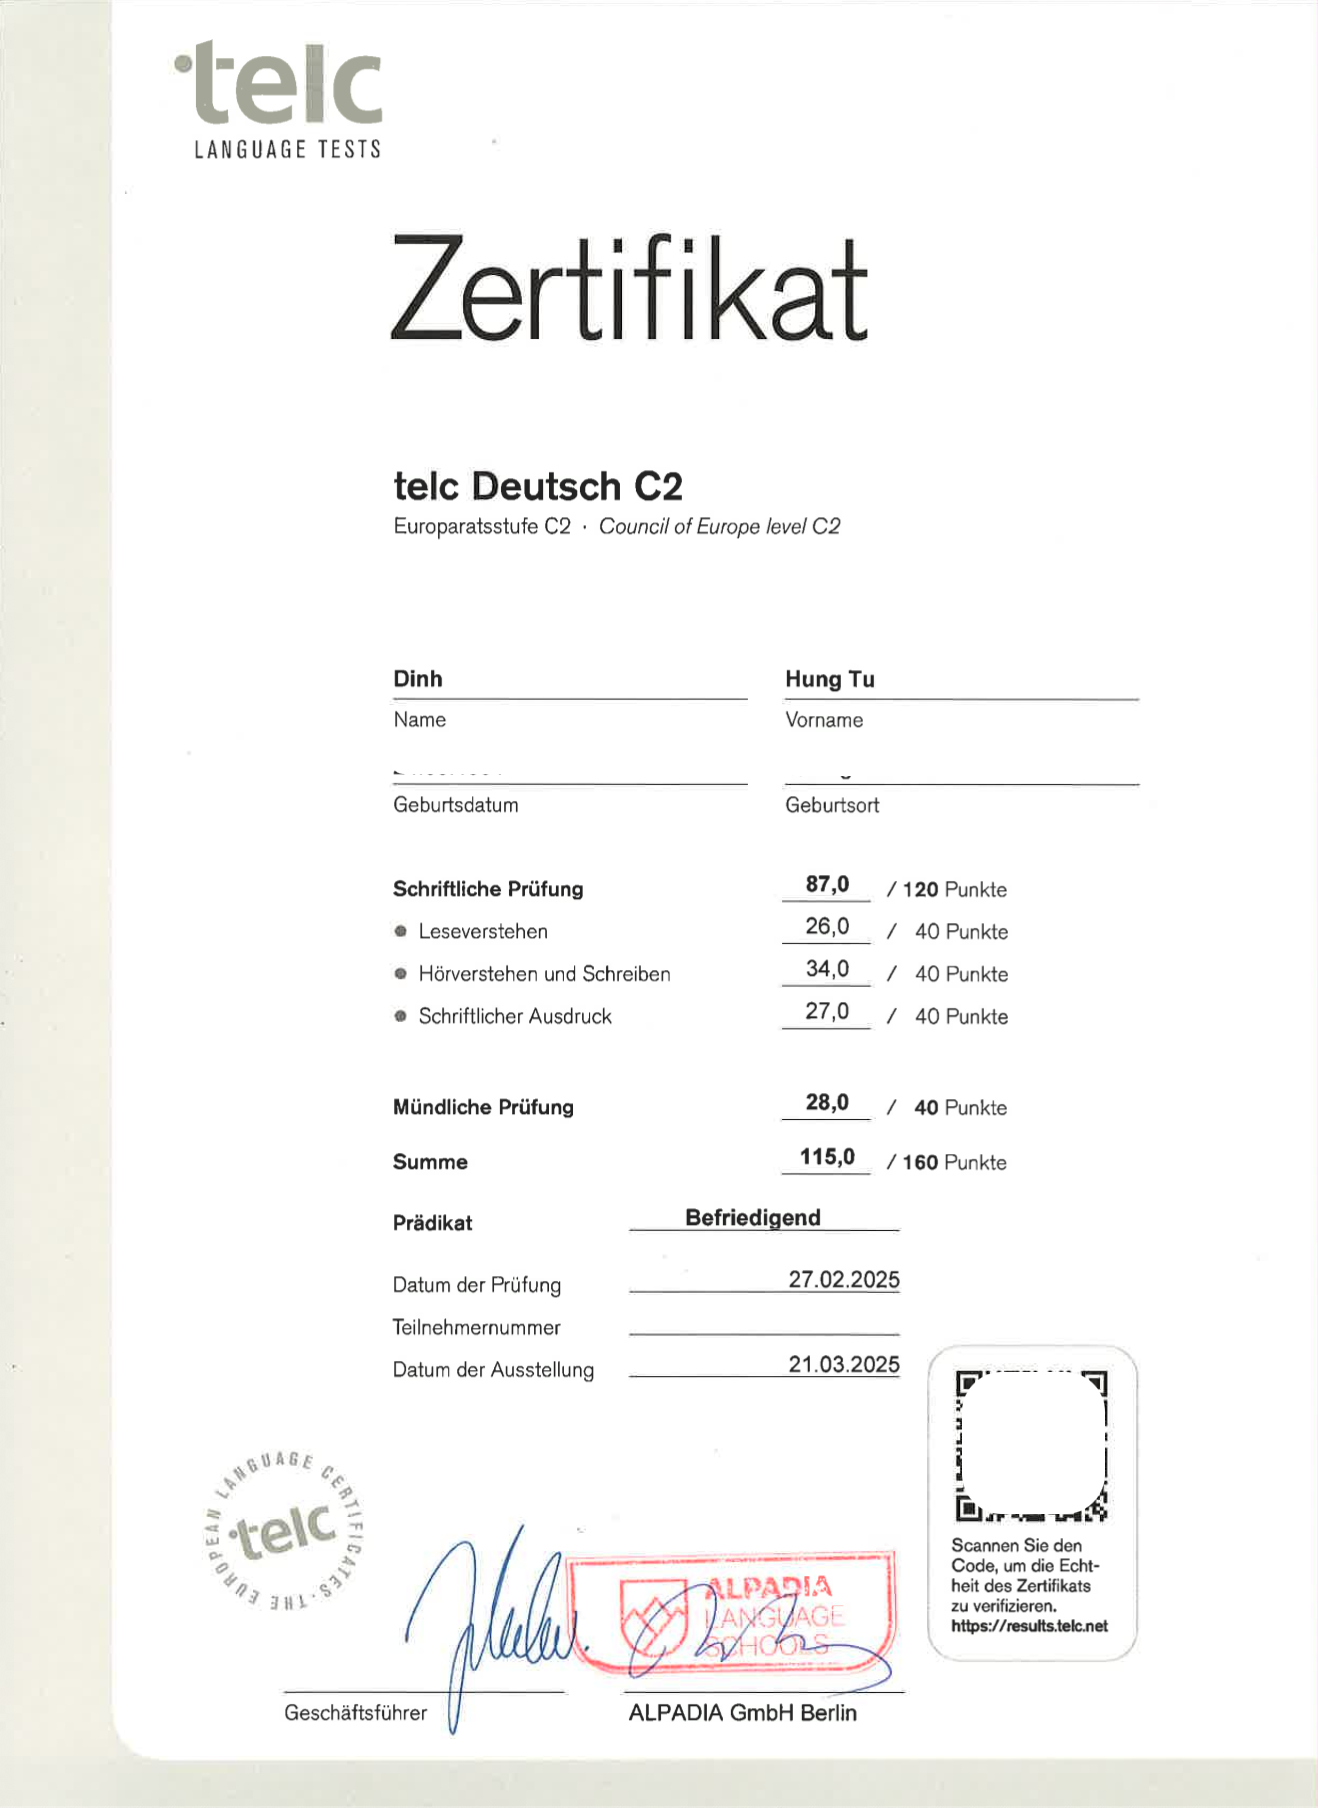 telc
LANGUAGE TESTS
Zertifikat
telc Deutsch C2
Europaratsstufe C2 · Council of Europe level C2
Dinh Hung Tu
Name Vorname
Geburtsdatum Geburtsort
Schriftliche Prüfung 87,0 / 120 Punkte
● Leseverstehen 26,0 / 40 Punkte
● Hörverstehen und Schreiben 34,0 / 40 Punkte
● Schriftlicher Ausdruck 27,0 / 40 Punkte
Mündliche Prüfung 28,0 / 40 Punkte
Summe 115,0 / 160 Punkte
Prädikat Befriedigend
Datum der Prüfung 27.02.2025
Teilnehmernummer
Datum der Ausstellung 21.03.2025
Scannen Sie den
Code, um die Echt-
heit des Zertifikats
zu verifizieren.
https://results.telc.net
THE EUROPEAN LANGUAGE CERTIFICATES
telc
ALPADIA
LANGUAGE
SCHOOLS
Geschäftsführer ALPADIA GmbH Berlin